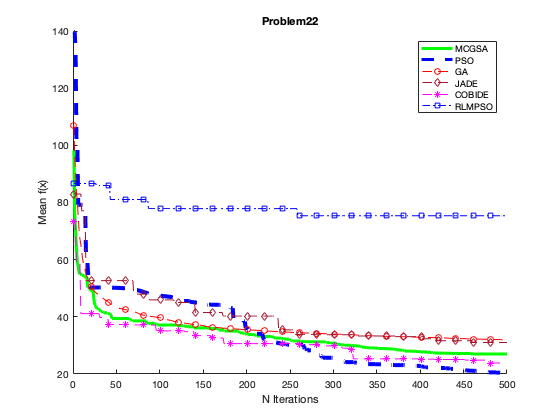 Problem22
MCGSA
PSO
GA
JADE
COBIDE
RLMPSO
Mean f(x)
140
120
100
80
60
40
20
0 50 100 150 200 250 300 350 400 450 500
N Iterations